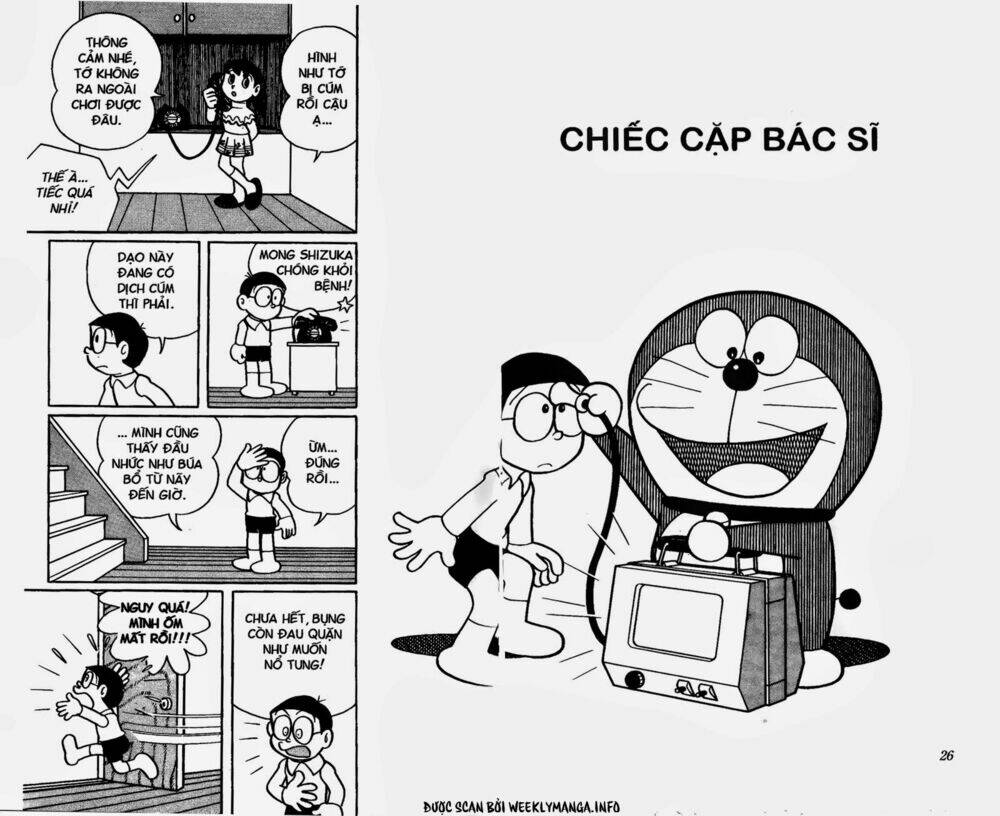 CHIẾC CẶP BÁC SĨ
26
HÌNH
NHƯ TỚ
BỊ CÚM
RỒI CẬU
Ạ...
THÔNG
CẢM NHÉ,
TỚ KHÔNG
RA NGOÀI
CHƠI ĐƯỢC
ĐÂU.
THẾ À...
TIẾC QUÁ
NHỈ!
MONG SHIZUKA
CHÓNG KHỎI
BỆNH!
DẠO NÀY
ĐANG CÓ
DỊCH CÚM
THÌ PHẢI.
ỪM...
ĐÚNG
RỒI...
... MÌNH CŨNG
THẤY ĐẦU
NHỨC NHƯ BÚA
BỔ TỪ NÃY
ĐẾN GIỜ.
CHƯA HẾT, BỤNG
CÒN ĐAU QUẶN
NHƯ MUỐN
NỔ TUNG!
NGUY QUÁ!
MÌNH ỐM
MẤT RỒI!!!
ĐƯỢC SCAN BỞI WEEKLYMANGA.INFO